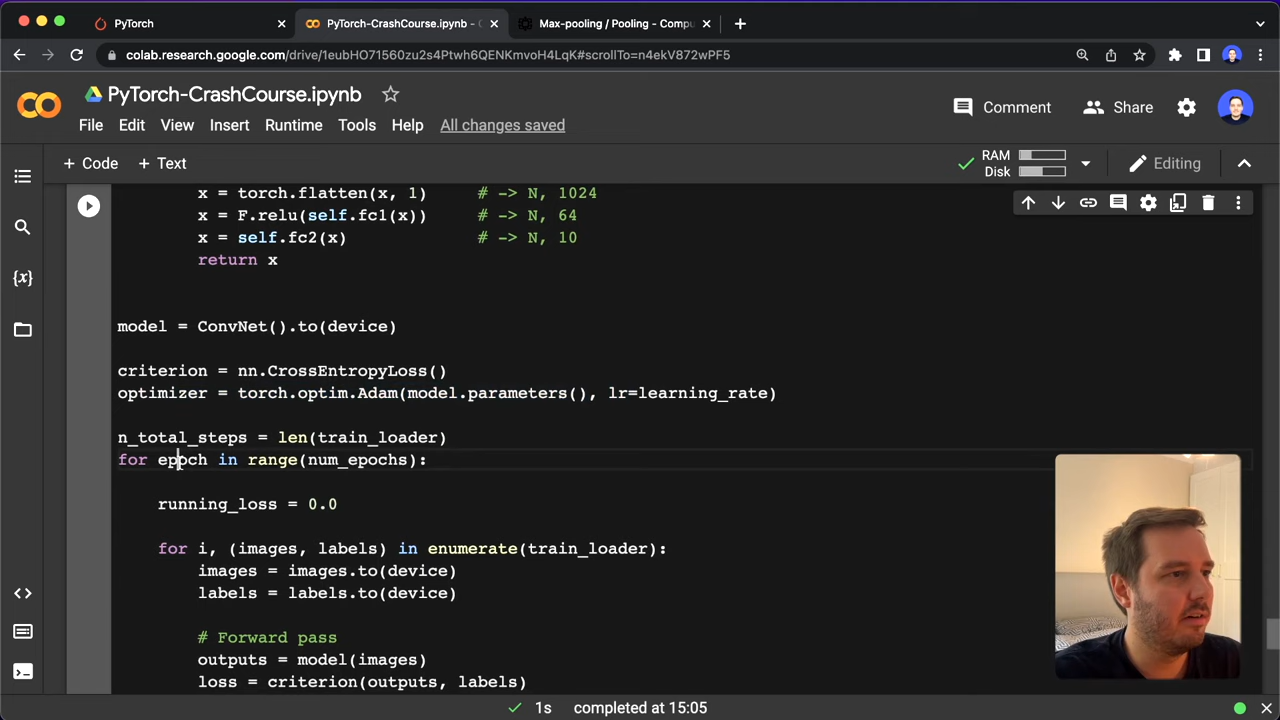 PyTorch
PyTorch-CrashCourse.ipynb - C
Max-pooling / Pooling - Compu
colab.research.google.com/drive/1eubHO71560zu2s4Ptwh6QENKmvoH4LqK#scrollTo=n4ekV872wPF5
PyTorch-CrashCourse.ipynb
Comment
Share
File Edit View Insert Runtime Tools Help All changes saved
+ Code + Text
RAM
Disk
Editing
x = torch.flatten(x, 1) # -> N, 1024
x = F.relu(self.fc1(x)) # -> N, 64
x = self.fc2(x) # -> N, 10
return x
model = ConvNet().to(device)
criterion = nn.CrossEntropyLoss()
optimizer = torch.optim.Adam(model.parameters(), lr=learning_rate)
n_total_steps = len(train_loader)
for epoch in range(num_epochs):
running_loss = 0.0
for i, (images, labels) in enumerate(train_loader):
images = images.to(device)
labels = labels.to(device)
# Forward pass
outputs = model(images)
loss = criterion(outputs, labels)
1s completed at 15:05